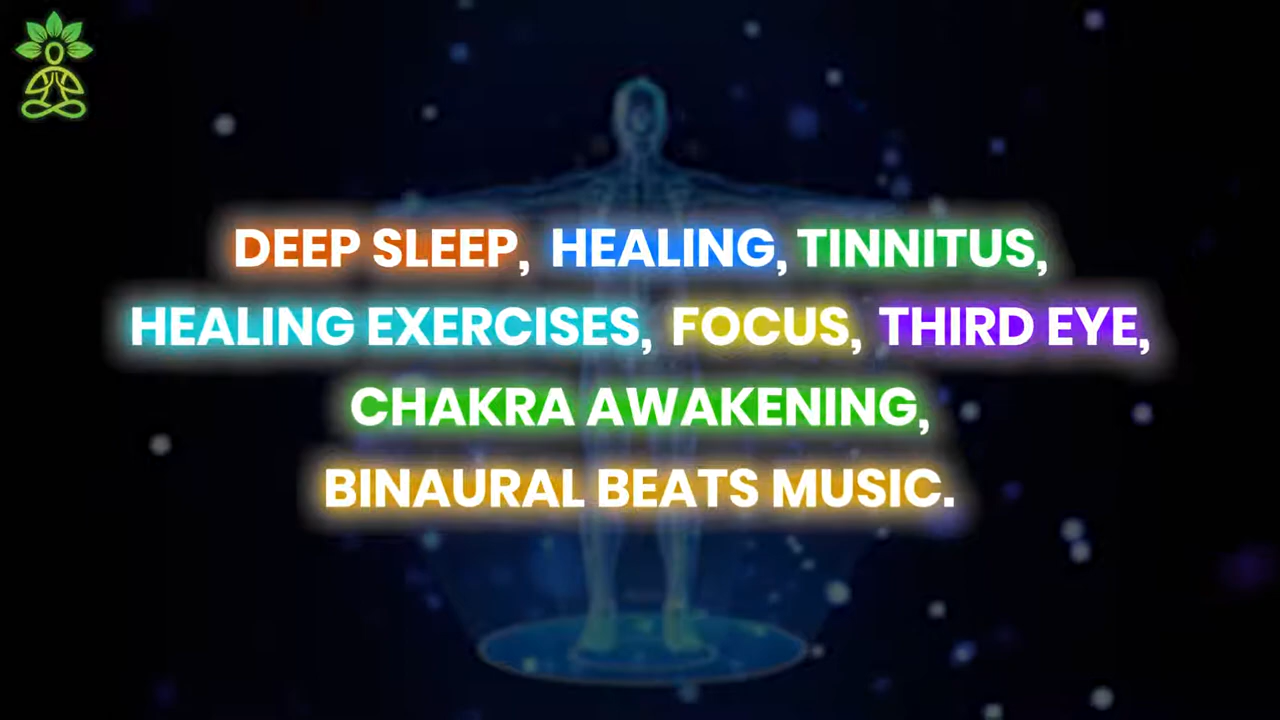 DEEP SLEEP, HEALING, TINNITUS,
HEALING EXERCISES, FOCUS, THIRD EYE,
CHAKRA AWAKENING,
BINAURAL BEATS MUSIC.